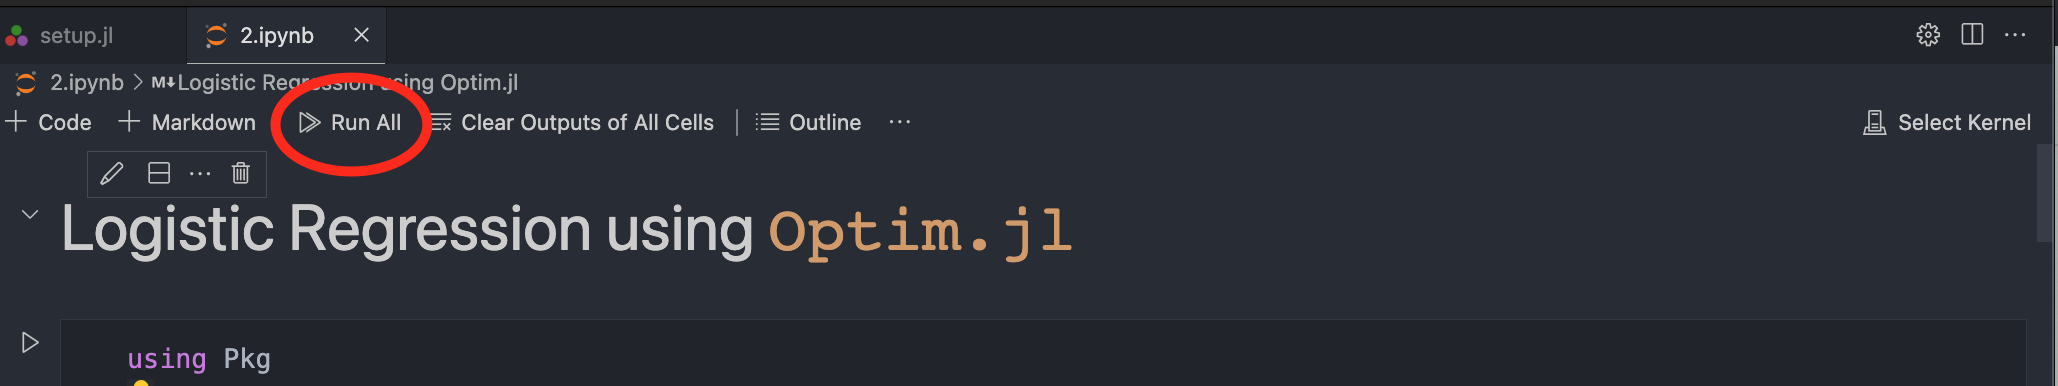 setup.jl 2.ipynb
2.ipynb > M↓ Logistic Regression using Optim.jl
+ Code + Markdown Run All Clear Outputs of All Cells | Outline ... Select Kernel
...
Logistic Regression using Optim.jl
using Pkg